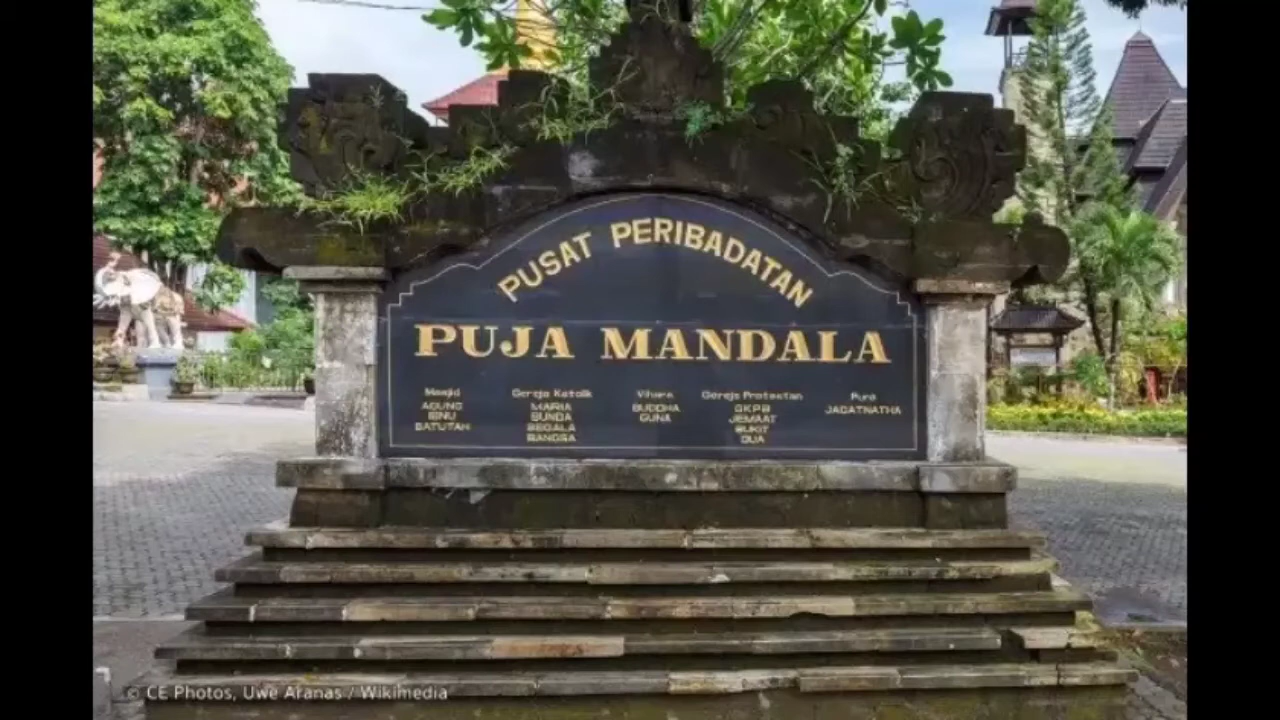 PUSAT PERIBADATAN
PUJA MANDALA
Masjid
AGUNG
IBNU
BATUTAH
Gereja Katolik
MARIA
BUNDA
SEGALA
BANGSA
Vihara
BUDDHA
GUNA
Gereja Protestan
GKPB
JEMAAT
BUKIT
DOA
Pura
JAGATNATHA
© CE Photos, Uwe Aranas / Wikimedia